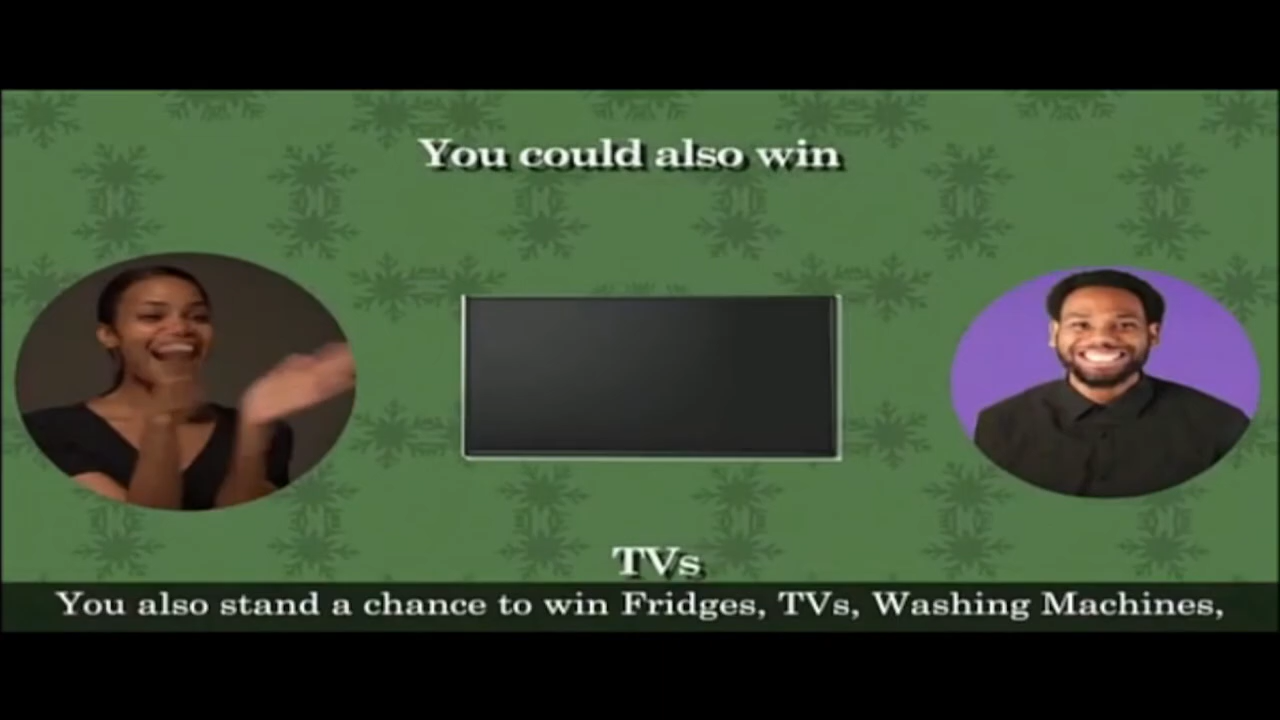 You could also win
TVs
You also stand a chance to win Fridges, TVs, Washing Machines,